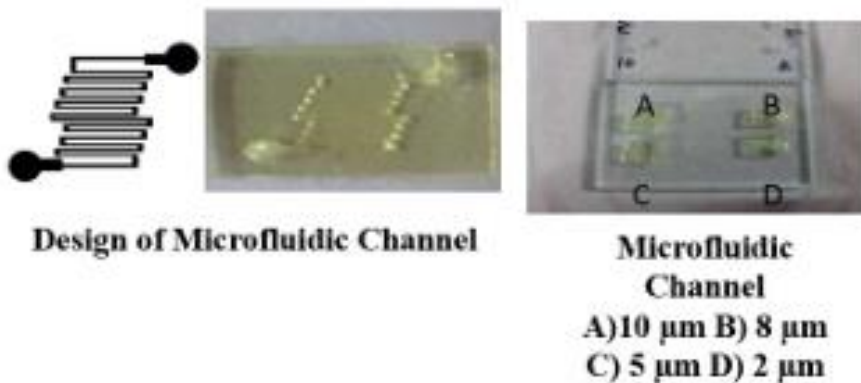 A B
C D
Design of Microfluidic Channel
Microfluidic
Channel
A)10 μm B) 8 μm
C) 5 μm D) 2 μm